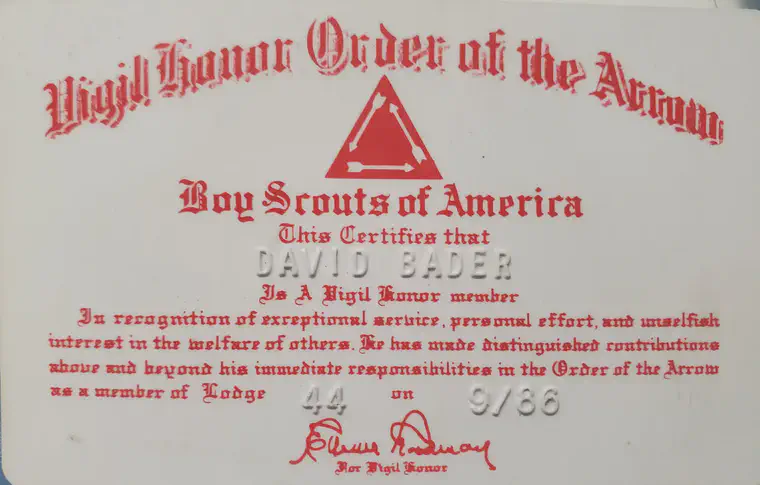 Vigil Honor Order of the Arrow
Boy Scouts of America
This Certifies that
DAVID BADER
Is A Vigil Honor member
In recognition of exceptional service, personal effort, and unselfish
interest in the welfare of others. He has made distinguished contributions
above and beyond his immediate responsibilities in the Order of the Arrow
as a member of Lodge 44 on 9/86
For Vigil Honor